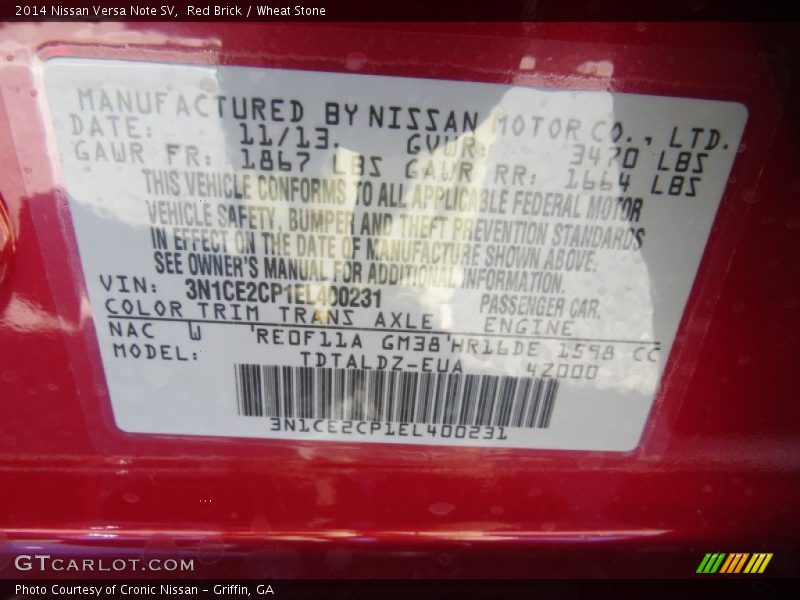 2014 Nissan Versa Note SV, Red Brick / Wheat Stone
MANUFACTURED BY NISSAN MOTOR CO., LTD.
DATE: 11/13. GVWR: 3470 LBS
GAWR FR: 1867 LBS GAWR RR: 1664 LBS
THIS VEHICLE CONFORMS TO ALL APPLICABLE FEDERAL MOTOR
VEHICLE SAFETY, BUMPER AND THEFT PREVENTION STANDARDS
IN EFFECT ON THE DATE OF MANUFACTURE SHOWN ABOVE.
SEE OWNER'S MANUAL FOR ADDITIONAL INFORMATION.
VIN: 3N1CE2CP1EL400231 PASSENGER CAR.
COLOR TRIM TRANS AXLE ENGINE
NAC W 'RE0F11A GM38'HR16DE 1598 CC
MODEL: TDTALDZ-EUA 4Z000
3N1CE2CP1EL400231
GTCARLOT.COM
Photo Courtesy of Cronic Nissan - Griffin, GA